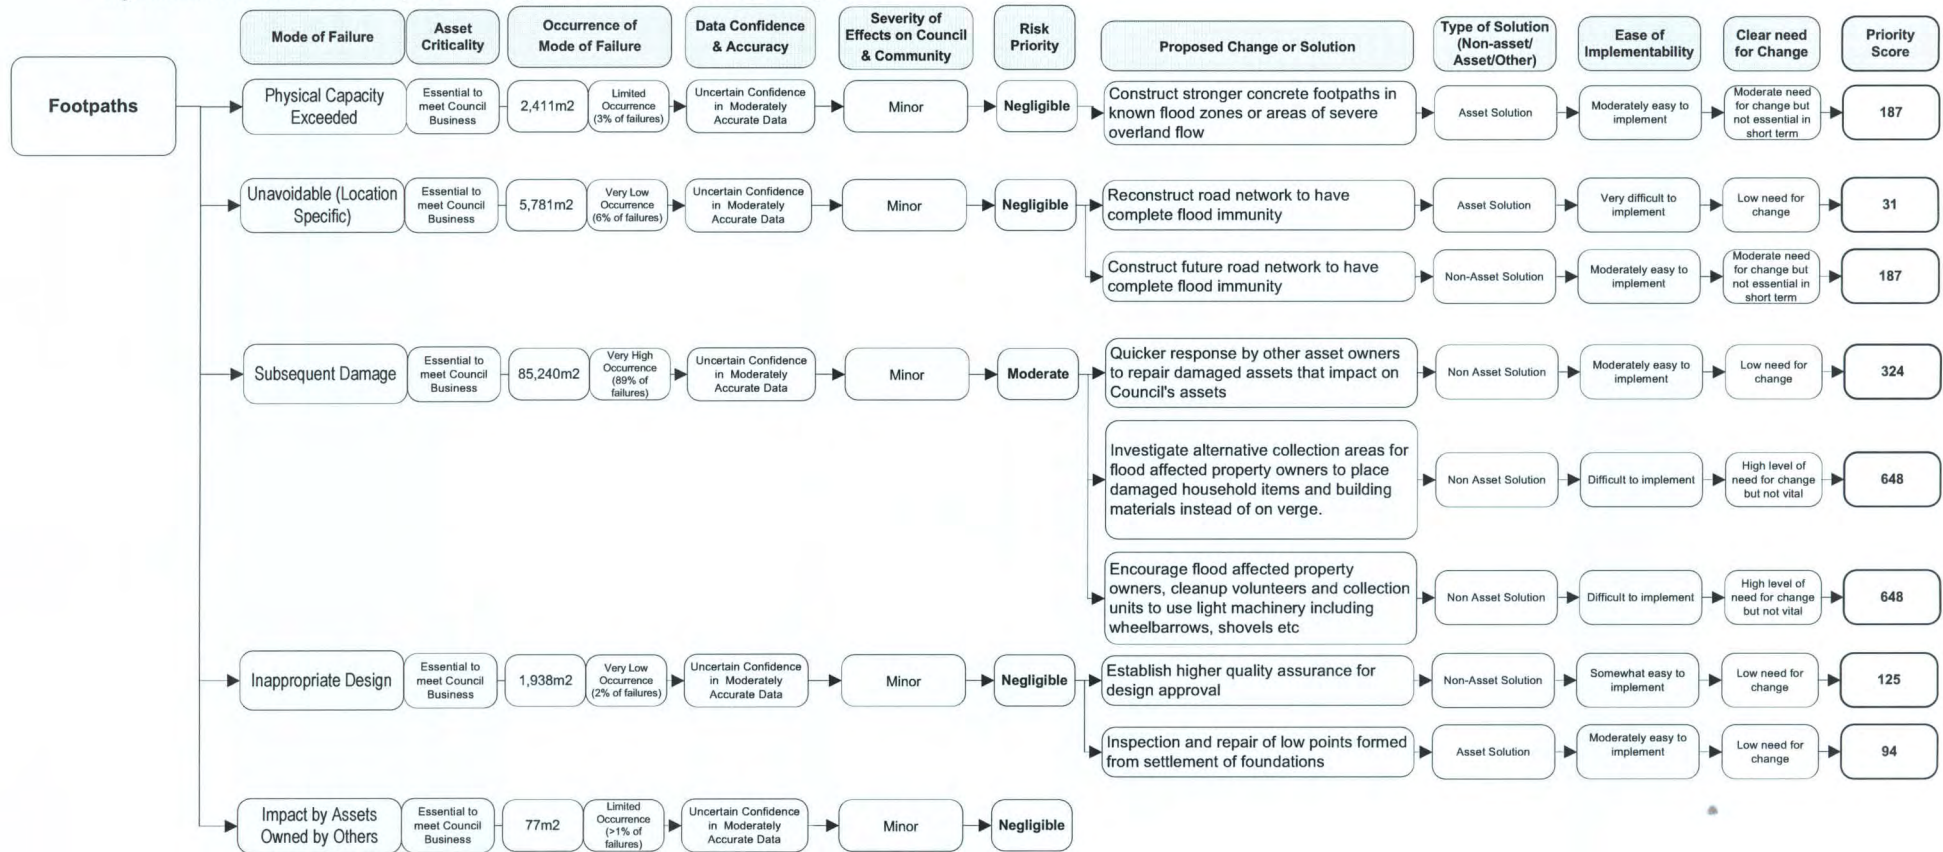 Mode of Failure
Asset
Criticality
Occurrence of
Mode of Failure
Data Confidence
& Accuracy
Severity of
Effects on Council
& Community
Risk
Priority
Proposed Change or Solution
Type of Solution
(Non-asset/
Asset/Other)
Ease of
Implementability
Clear need
for Change
Priority
Score
Footpaths
Physical Capacity
Exceeded
Essential to
meet Council
Business
2,411m2
Limited
Occurrence
(3% of failures)
Uncertain Confidence
in Moderately
Accurate Data
Minor
Negligible
Construct stronger concrete footpaths in
known flood zones or areas of severe
overland flow
Asset Solution
Moderately easy to
implement
Moderate need
for change but
not essential in
short term
187
Unavoidable (Location
Specific)
Essential to
meet Council
Business
5,781m2
Very Low
Occurrence
(6% of failures)
Uncertain Confidence
in Moderately
Accurate Data
Minor
Negligible
Reconstruct road network to have
complete flood immunity
Asset Solution
Very difficult to
implement
Low need for
change
31
Construct future road network to have
complete flood immunity
Non-Asset Solution
Moderately easy to
implement
Moderate need
for change but
not essential in
short term
187
Subsequent Damage
Essential to
meet Council
Business
85,240m2
Very High
Occurrence
(89% of
failures)
Uncertain Confidence
in Moderately
Accurate Data
Minor
Moderate
Quicker response by other asset owners
to repair damaged assets that impact on
Council's assets
Non Asset Solution
Moderately easy to
implement
Low need for
change
324
Investigate alternative collection areas for
flood affected property owners to place
damaged household items and building
materials instead of on verge.
Non Asset Solution
Difficult to implement
High level of
need for change
but not vital
648
Encourage flood affected property
owners, cleanup volunteers and collection
units to use light machinery including
wheelbarrows, shovels etc
Non Asset Solution
Difficult to implement
High level of
need for change
but not vital
648
Inappropriate Design
Essential to
meet Council
Business
1,938m2
Very Low
Occurrence
(2% of failures)
Uncertain Confidence
in Moderately
Accurate Data
Minor
Negligible
Establish higher quality assurance for
design approval
Non-Asset Solution
Somewhat easy to
implement
Low need for
change
125
Inspection and repair of low points formed
from settlement of foundations
Asset Solution
Moderately easy to
implement
Low need for
change
94
Impact by Assets
Owned by Others
Essential to
meet Council
Business
77m2
Limited
Occurrence
(>1% of
failures)
Uncertain Confidence
in Moderately
Accurate Data
Minor
Negligible